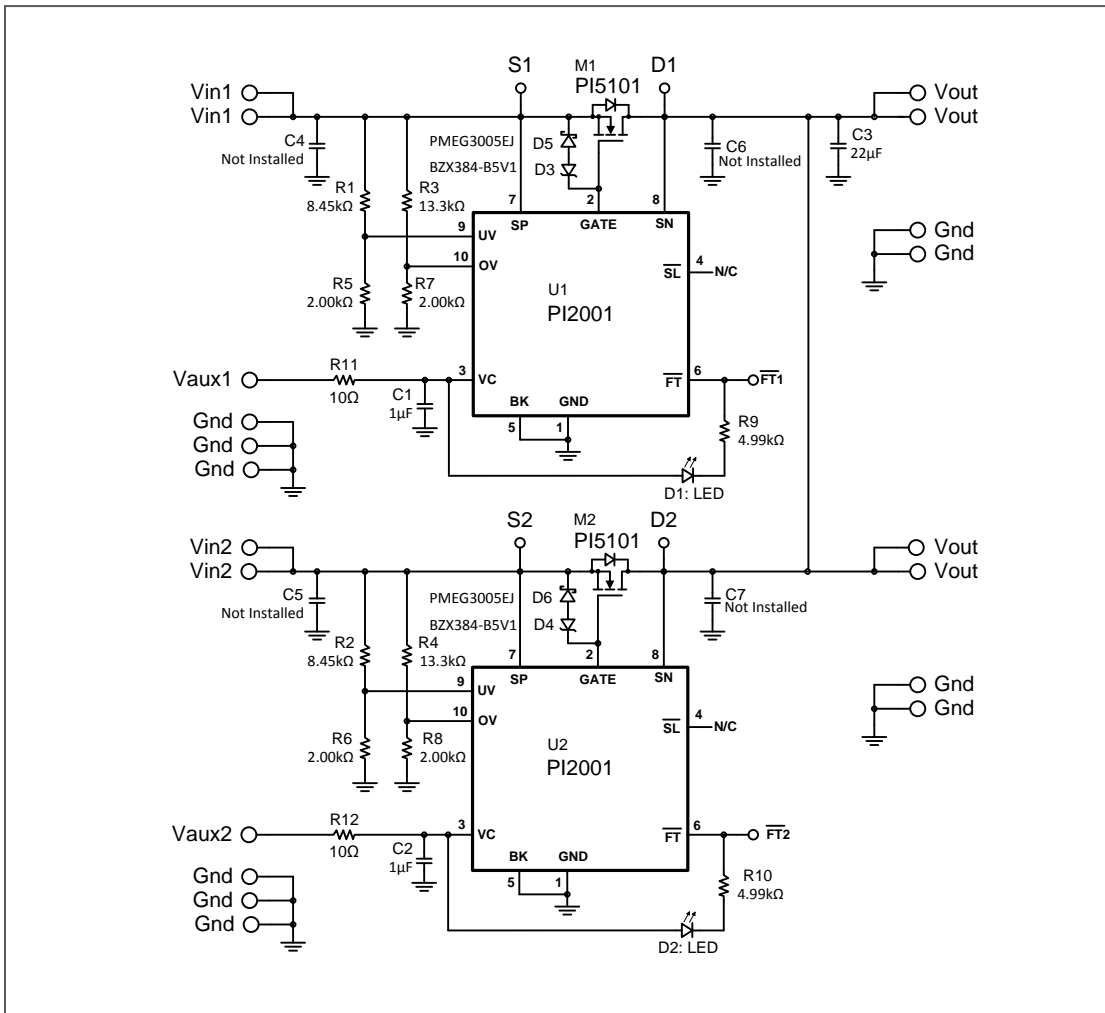 S1
M1
PI5101
D1
Vin1
Vin1
Vout
Vout
C4
Not Installed
PMEG3005EJ
D5
BZX384-B5V1
D3
C6
Not Installed
C3
22µF
R1
8.45kΩ
R3
13.3kΩ
7
SP
2
GATE
8
SN
9
UV
10
OV
4
SL
N/C
Gnd
Gnd
R5
2.00kΩ
R7
2.00kΩ
U1
PI2001
Vaux1
R11
10Ω
3
VC
C1
1µF
6
FT
FT1
BK
GND
5
1
R9
4.99kΩ
Gnd
Gnd
Gnd
D1: LED
S2
M2
PI5101
D2
Vin2
Vin2
Vout
Vout
C5
Not Installed
PMEG3005EJ
D6
BZX384-B5V1
D4
C7
Not Installed
R2
8.45kΩ
R4
13.3kΩ
7
SP
2
GATE
8
SN
9
UV
10
OV
4
SL
N/C
Gnd
Gnd
R6
2.00kΩ
R8
2.00kΩ
U2
PI2001
Vaux2
R12
10Ω
3
VC
C2
1µF
6
FT
FT2
BK
GND
5
1
R10
4.99kΩ
Gnd
Gnd
Gnd
D2: LED